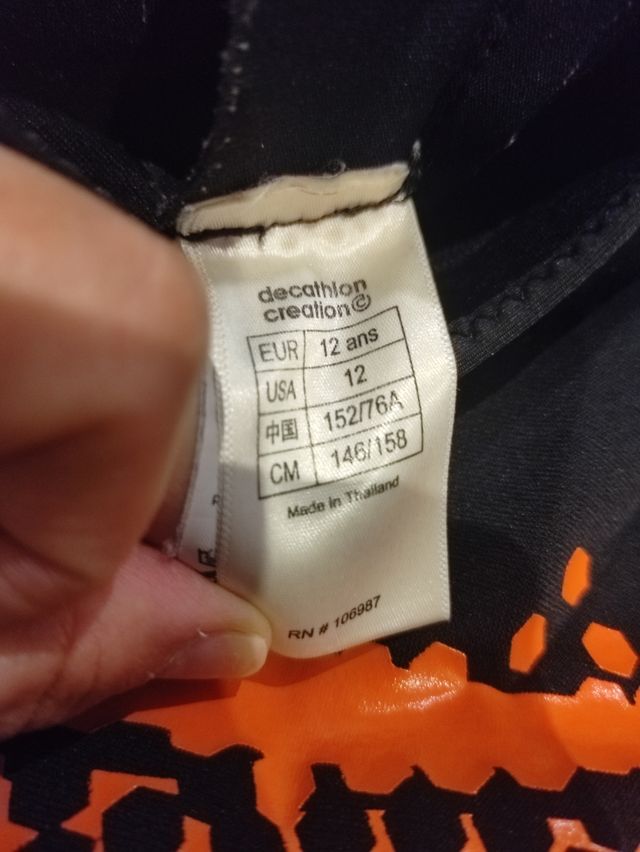 decathlon
creation©
EUR 12 ans
USA 12
中国 152/76A
CM 146/158
Made in Thailand
RN # 106987